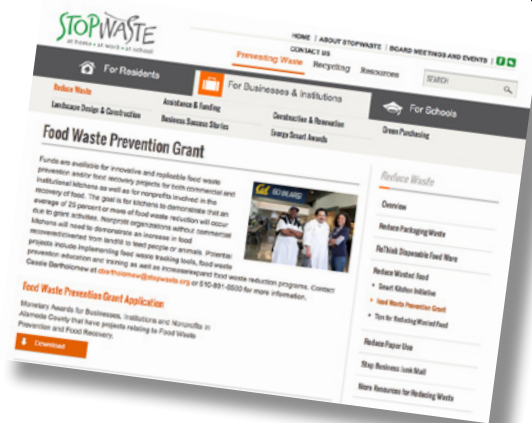 STOPWASTE
at home • at work • at school
HOME | ABOUT STOPWASTE | BOARD MEETINGS AND EVENTS |
CONTACT US
Preventing Waste Recycling Resources
SEARCH
For Residents
For Businesses & Institutions
For Schools
Reduce Waste
Assistance & Funding
Construction & Renovation
Green Purchasing
Landscape Design & Construction
Business Success Stories
Energy Smart Awards
Food Waste Prevention Grant
Funds are available for innovative and replicable food waste
prevention and/or food recovery projects for both commercial and
institutional kitchens as well as for nonprofits involved in the
recovery of food. The goal is for kitchens to demonstrate that an
average of 25 percent or more of food waste reduction will occur
due to grant activities. Nonprofit organizations without commercial
kitchens will need to demonstrate an increase in food
recovered/diverted from landfill to feed people or animals. Potential
projects include implementing food waste tracking tools, food waste
prevention education and training as well as increase/expand food waste reduction programs. Contact
Cassie Bartholomew at cbartholomew@stopwaste.org or 510-891-6500 for more information.
Cal GO BEARS!
Food Waste Prevention Grant Application
Monetary Awards for Businesses, Institutions and Nonprofits in
Alameda County that have projects relating to Food Waste
Prevention and Food Recovery.
Download
Reduce Waste
Overview
Reduce Packaging Waste
ReThink Disposable Food Ware
Reduce Wasted Food
• Smart Kitchen Initiative
• Food Waste Prevention Grant
• Tips for Reducing Wasted Food
Reduce Paper Use
Stop Business Junk Mail
More Resources for Reducing Waste